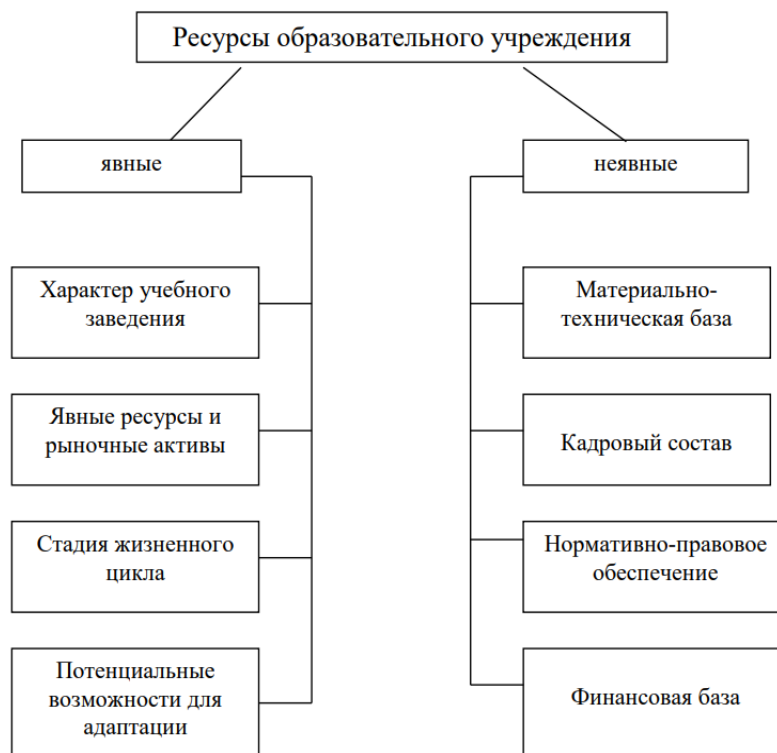 Ресурсы образовательного учреждения
явные
неявные
Характер учебного
заведения
Материально-
техническая база
Явные ресурсы и
рыночные активы
Кадровый состав
Стадия жизненного
цикла
Нормативно-правовое
обеспечение
Потенциальные
возможности для
адаптации
Финансовая база